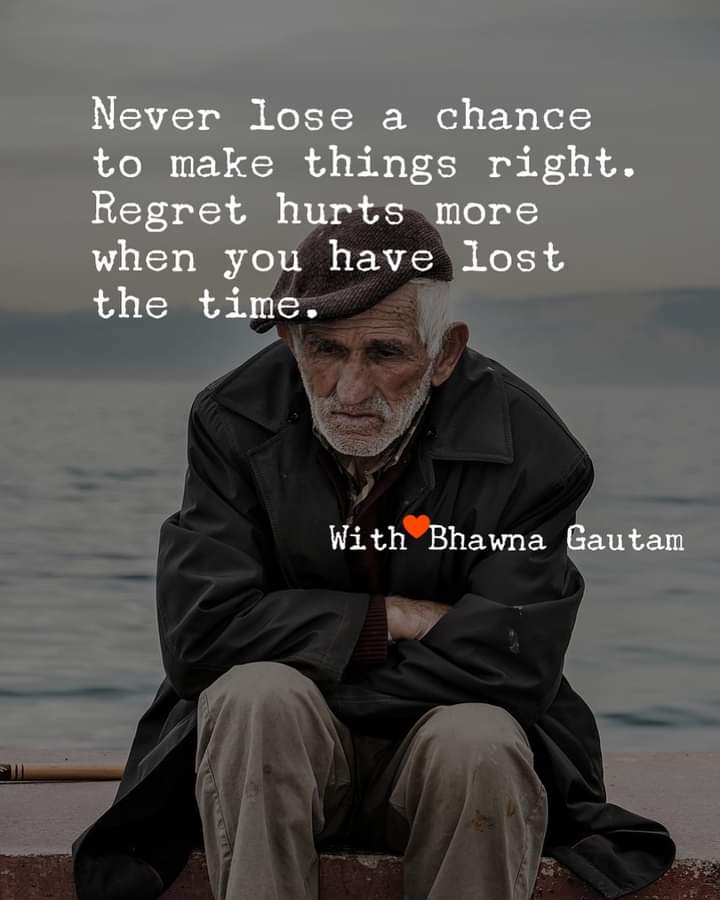 Never lose a chance
to make things right.
Regret hurts more
when you have lost
the time.
With❤Bhawna Gautam